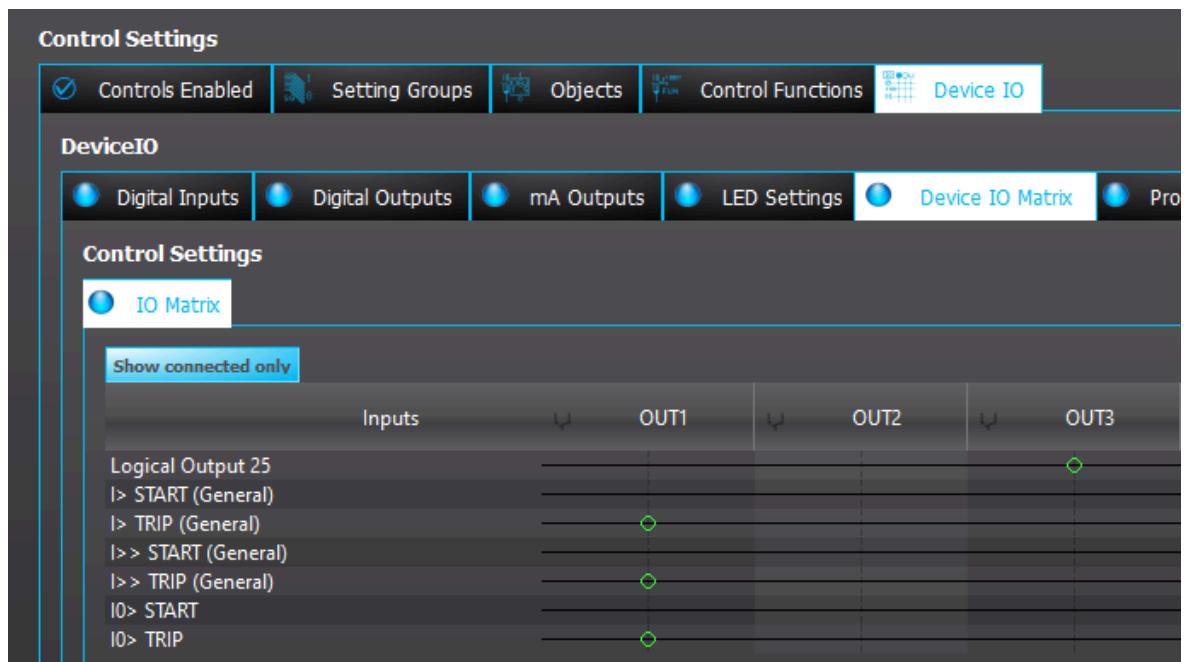 Control Settings
Controls Enabled Setting Groups Objects Control Functions Device IO
DeviceIO
Digital Inputs Digital Outputs mA Outputs LED Settings Device IO Matrix Pro
Control Settings
IO Matrix
Show connected only
Inputs OUT1 OUT2 OUT3
Logical Output 25
I> START (General)
I> TRIP (General)
I>> START (General)
I>> TRIP (General)
I0> START
I0> TRIP